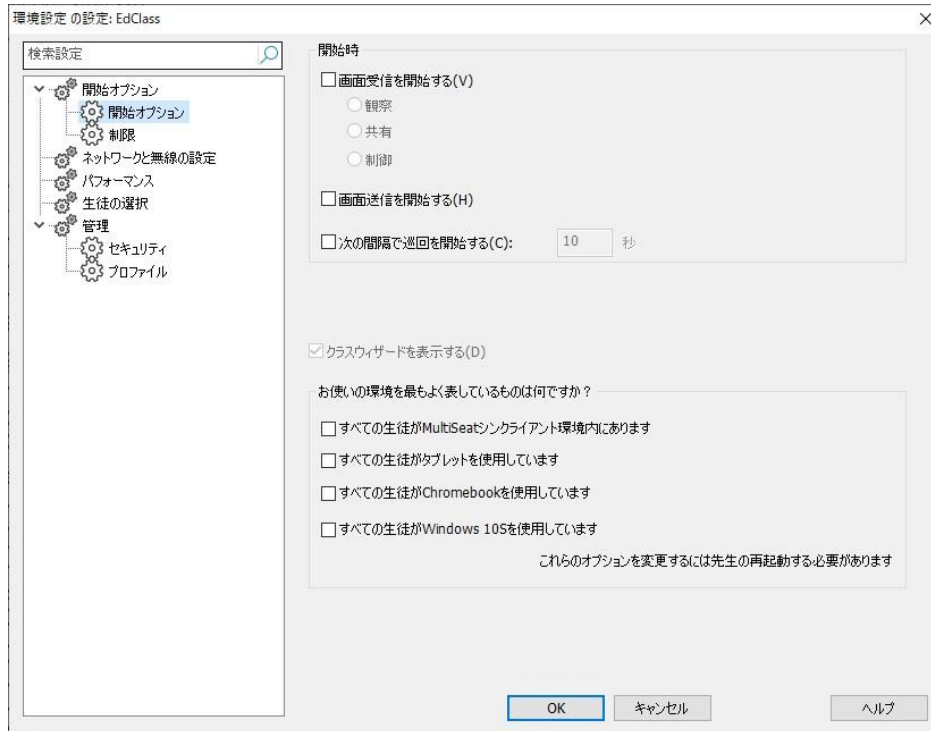 環境設定 の設定: EdClass
検索設定
開始オプション
開始オプション
制限
ネットワークと無線の設定
パフォーマンス
生徒の選択
管理
セキュリティ
プロファイル
開始時
画面受信を開始する(V)
観察
共有
制御
画面送信を開始する(H)
次の間隔で巡回を開始する(C): 10 秒
クラスウィザードを表示する(D)
お使いの環境を最もよく表しているものは何ですか？
すべての生徒がMultiSeatシンクライアント環境内にあります
すべての生徒がタブレットを使用しています
すべての生徒がChromebookを使用しています
すべての生徒がWindows 10Sを使用しています
これらのオプションを変更するには先生の再起動する必要があります
OK キャンセル ヘルプ